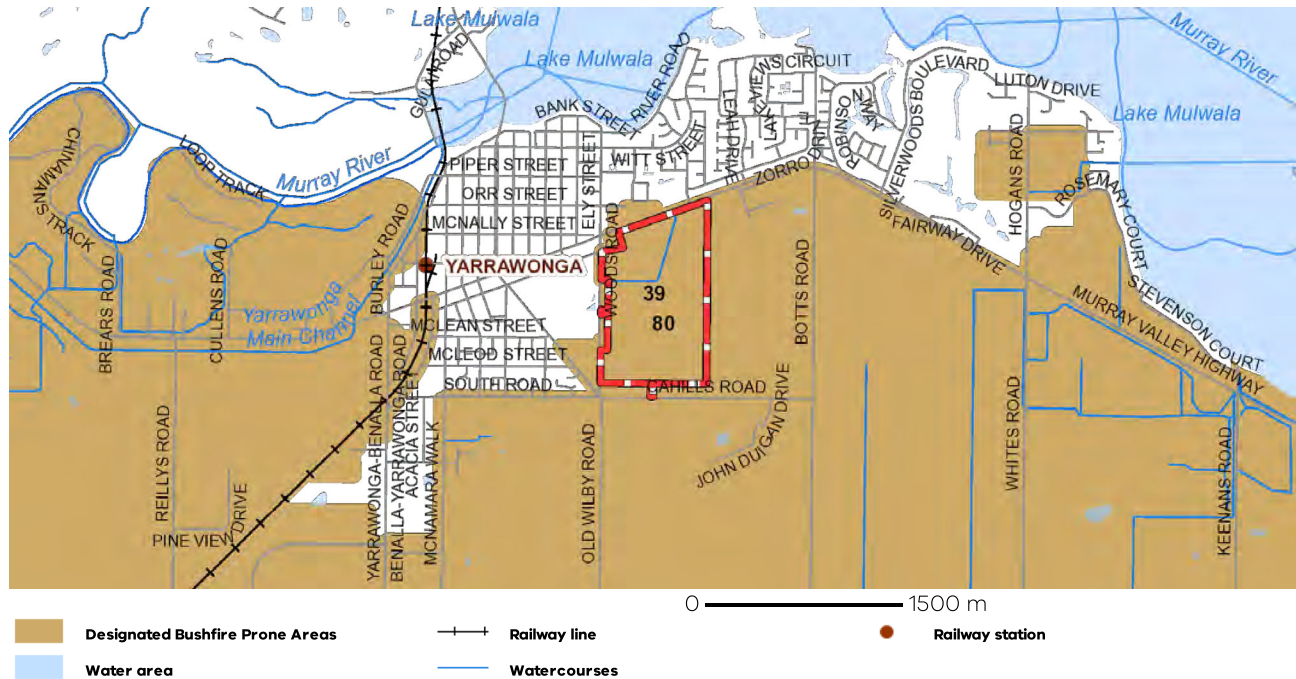 Lake Mulwala
Murray River
Lake Mulwala
GULAI ROAD
RIVER ROAD
LAKEVIEWS CIRCUIT
SILVERWOODS BOULEVARD
LUTON DRIVE
BANK STREET
LEAH DRIVE
ROBINSON WAY
Lake Mulwala
CHINAMANS TRACK
LOOP TRACK
Murray River
PIPER STREET
ELY STREET
WITT STREET
ZORRO DRIVE
HOGANS ROAD
ROSEMARY COURT
ORR STREET
MCNALLY STREET
WOODS ROAD
FAIRWAY DRIVE
BREARS ROAD
CULLENS ROAD
BURLEY ROAD
YARRAWONGA
39
80
BOTTS ROAD
STEVENSON COURT
Yarrawonga
Main Channel
MCLEAN STREET
MURRAY VALLEY HIGHWAY
MCLEOD STREET
SOUTH ROAD
CAHILLS ROAD
REILLYS ROAD
YARRAWONGA-BENALLA ROAD
BENALLA-YARRAWONGA ROAD
ACACIA STREET
MCNAMARA WALK
OLD WILBY ROAD
JOHN DUIGAN DRIVE
WHITES ROAD
KEENANS ROAD
PINE VIEW DRIVE
0 1500 m
Designated Bushfire Prone Areas
Railway line
Railway station
Water area
Watercourses